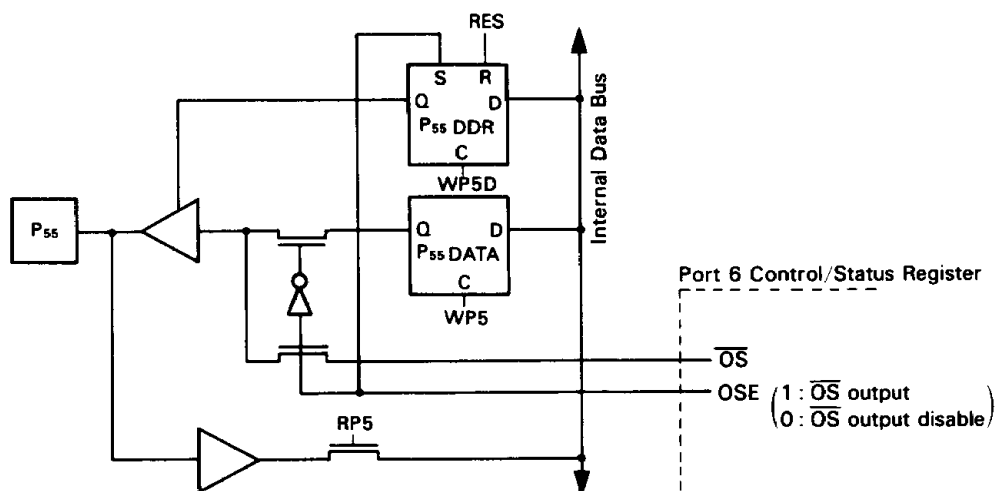 RES
S R
Q D
P55 DDR
C
WP5D
Internal Data Bus
P55
Q D
P55 DATA
C
WP5
Port 6 Control/Status Register
OS
OSE (1 : OS output
0 : OS output disable)
RP5